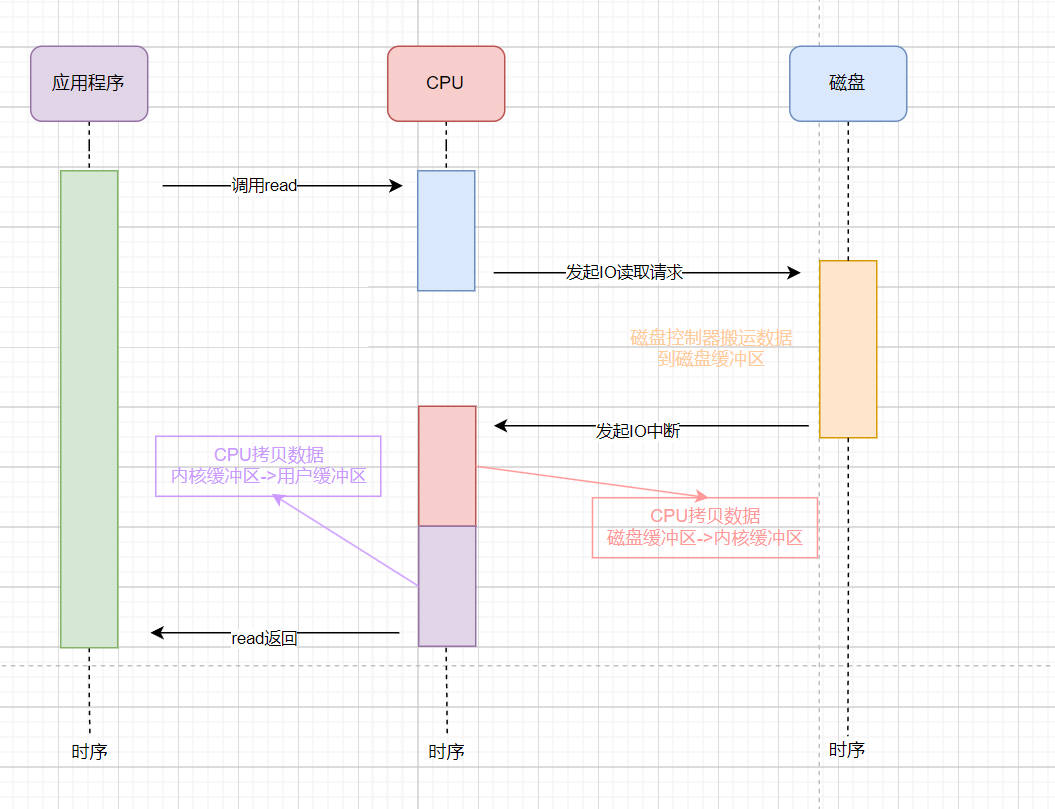 应用程序
CPU
磁盘
调用read
发起IO读取请求
磁盘控制器搬运数据
到磁盘缓冲区
发起IO中断
CPU拷贝数据
内核缓冲区->用户缓冲区
CPU拷贝数据
磁盘缓冲区->内核缓冲区
read返回
时序
时序
时序